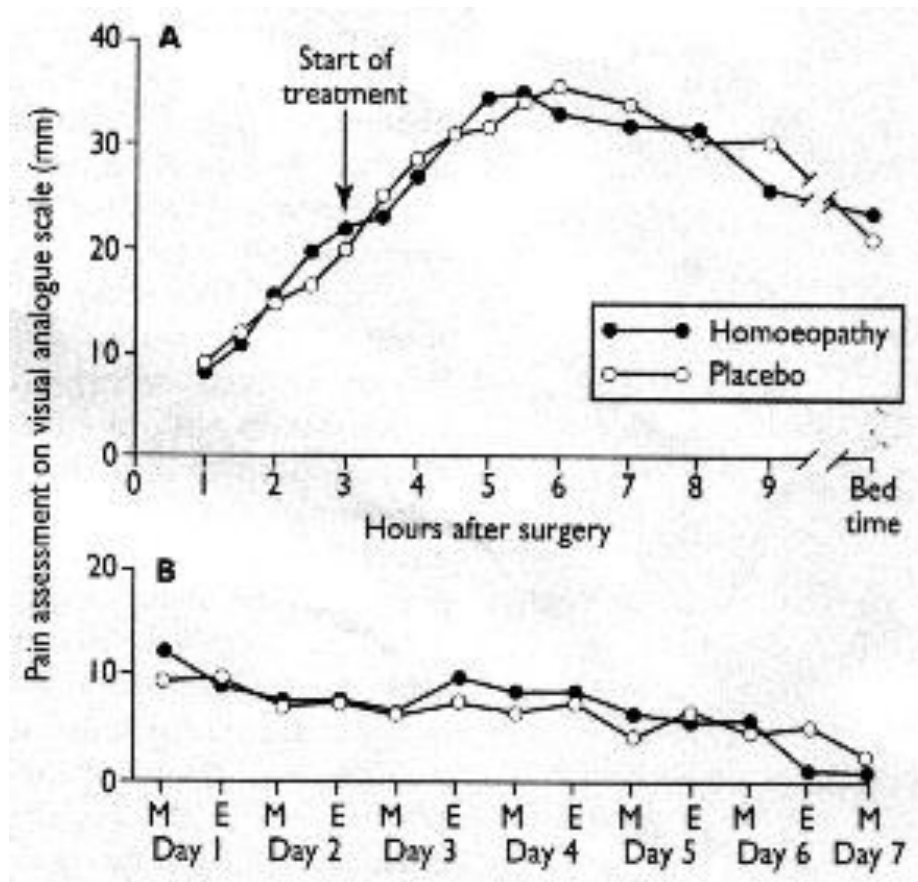 Pain assessment on visual analogue scale (mm)
A
40
30
20
10
0
Start of
treatment
Homoeopathy
Placebo
0 1 2 3 4 5 6 7 8 9 Bed
time
Hours after surgery
B
20
10
0
M E M E M E M E M E M E M
Day 1 Day 2 Day 3 Day 4 Day 5 Day 6 Day 7